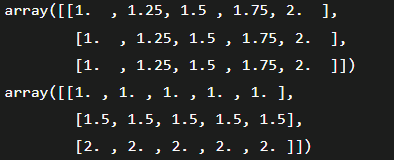 array([[1.  , 1.25, 1.5 , 1.75, 2.  ],
       [1.  , 1.25, 1.5 , 1.75, 2.  ],
       [1.  , 1.25, 1.5 , 1.75, 2.  ]])
array([[1. , 1. , 1. , 1. , 1. ],
       [1.5, 1.5, 1.5, 1.5, 1.5],
       [2. , 2. , 2. , 2. , 2. ]])